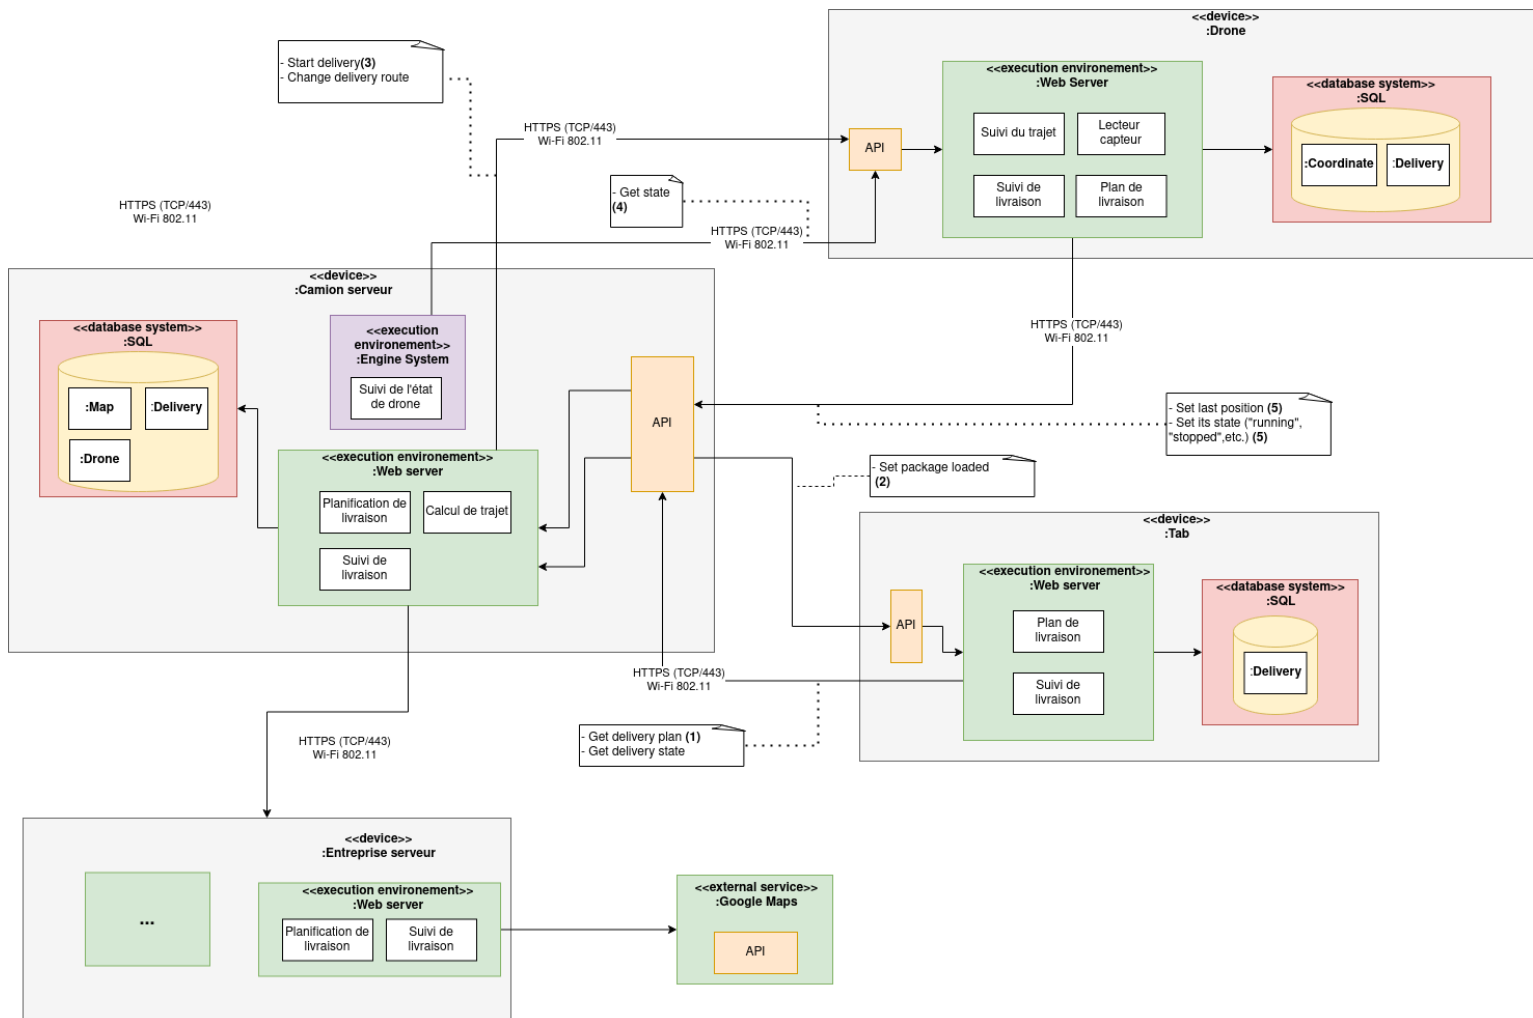 <<device>>
:Drone
- Start delivery(3)
- Change delivery route
<<execution environement>>
:Web Server
<<database system>>
:SQL
HTTPS (TCP/443)
Wi-Fi 802.11
API
Suivi du trajet
Lecteur
capteur
:Coordinate
:Delivery
Suivi de
livraison
Plan de
livraison
- Get state
(4)
HTTPS (TCP/443)
Wi-Fi 802.11
HTTPS (TCP/443)
Wi-Fi 802.11
<<device>>
:Camion serveur
<<database system>>
:SQL
:Map
:Delivery
:Drone
<<execution
environement>>
:Engine System
Suivi de l'état
de drone
API
HTTPS (TCP/443)
Wi-Fi 802.11
- Set last position (5)
- Set its state ("running",
"stopped",etc.) (5)
<<execution environement>>
:Web server
Planification de
livraison
Calcul de trajet
Suivi de
livraison
- Set package loaded
(2)
<<device>>
:Tab
<<execution environement>>
:Web server
<<database system>>
:SQL
API
Plan de
livraison
Suivi de
livraison
:Delivery
HTTPS (TCP/443)
Wi-Fi 802.11
- Get delivery plan (1)
- Get delivery state
HTTPS (TCP/443)
Wi-Fi 802.11
<<device>>
:Entreprise serveur
...
<<execution environement>>
:Web server
Planification de
livraison
Suivi de
livraison
<<external service>>
:Google Maps
API